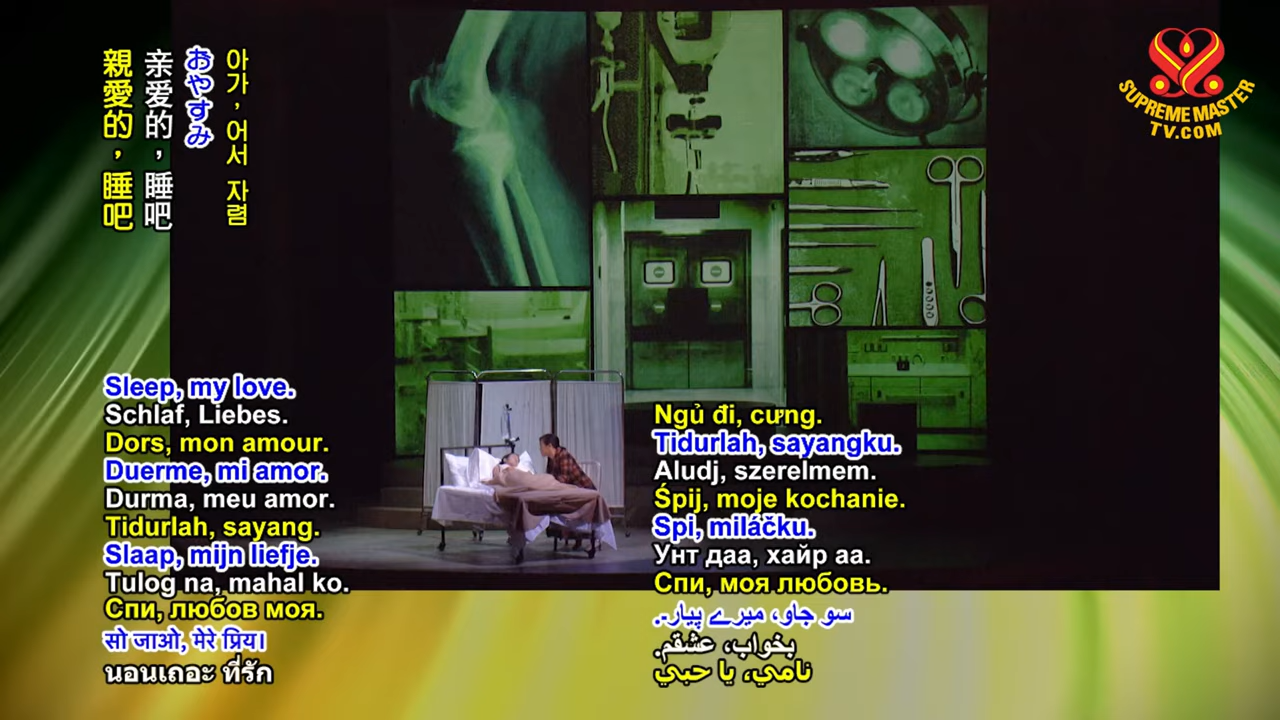 親愛的，睡吧
亲爱的，睡吧
おやすみ
아가, 어서 자렴
SUPREME MASTER
TV.COM
Sleep, my love.
Schlaf, Liebes.
Dors, mon amour.
Duerme, mi amor.
Durma, meu amor.
Tidurlah, sayang.
Slaap, mijn liefje.
Tulog na, mahal ko.
Спи, любов моя.
सो जाओ, मेरे प्रिय।
นอนเถอะ ที่รัก
Ngủ đi, cưng.
Tidurlah, sayangku.
Aludj, szerelmem.
Śpij, moje kochanie.
Spi, miláčku.
Унт даа, хайр аа.
Спи, моя любовь.
سو جاو، میرے پیار۔.
بخواب، عشقم.
نامي، يا حبي